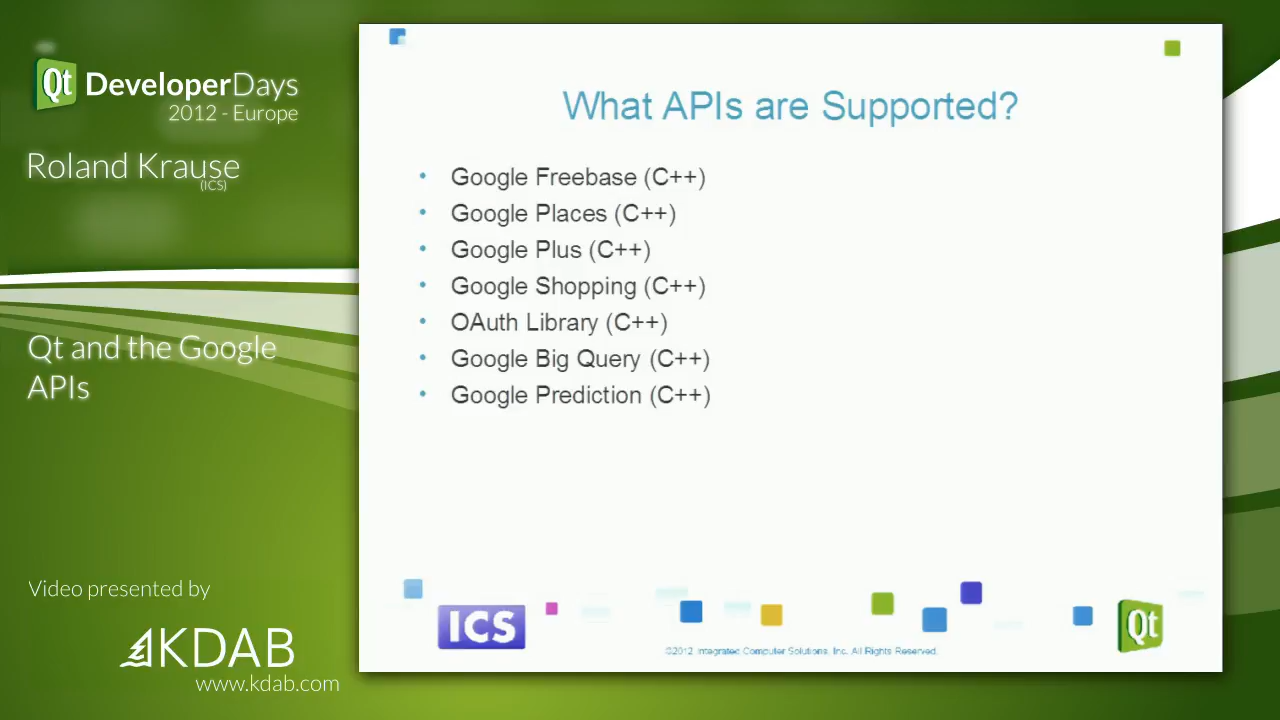 Qt DeveloperDays
2012 - Europe
Roland Krause
(ICS)
Qt and the Google
APIs
Video presented by
KDAB
www.kdab.com
What APIs are Supported?
• Google Freebase (C++)
• Google Places (C++)
• Google Plus (C++)
• Google Shopping (C++)
• OAuth Library (C++)
• Google Big Query (C++)
• Google Prediction (C++)
ICS
©2012 Integrated Computer Solutions, Inc. All Rights Reserved.
Qt